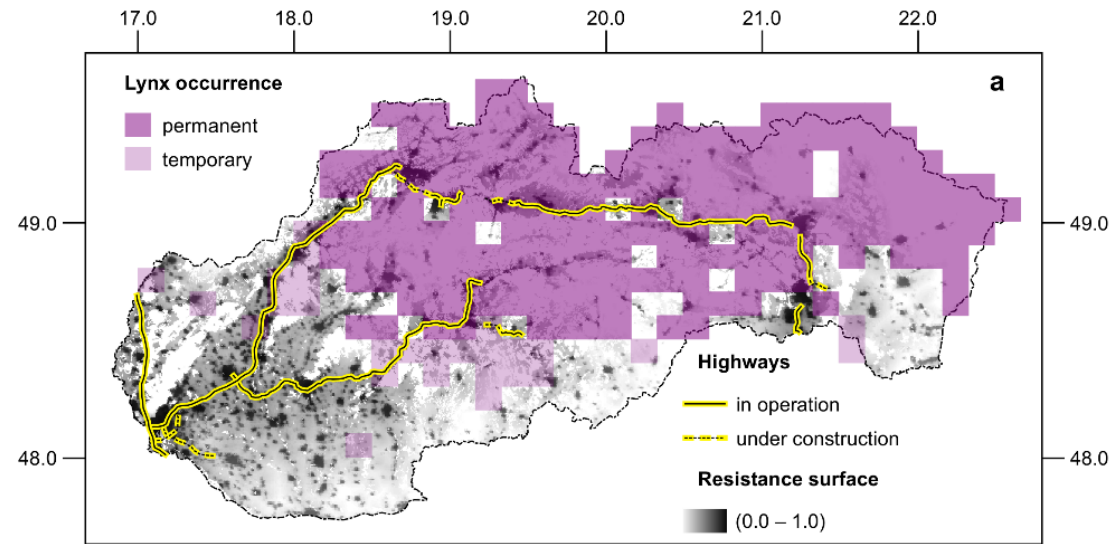 17.0 18.0 19.0 20.0 21.0 22.0
Lynx occurrence
a
permanent
temporary
49.0 49.0
Highways
in operation
under construction
48.0 48.0
Resistance surface
(0.0 – 1.0)